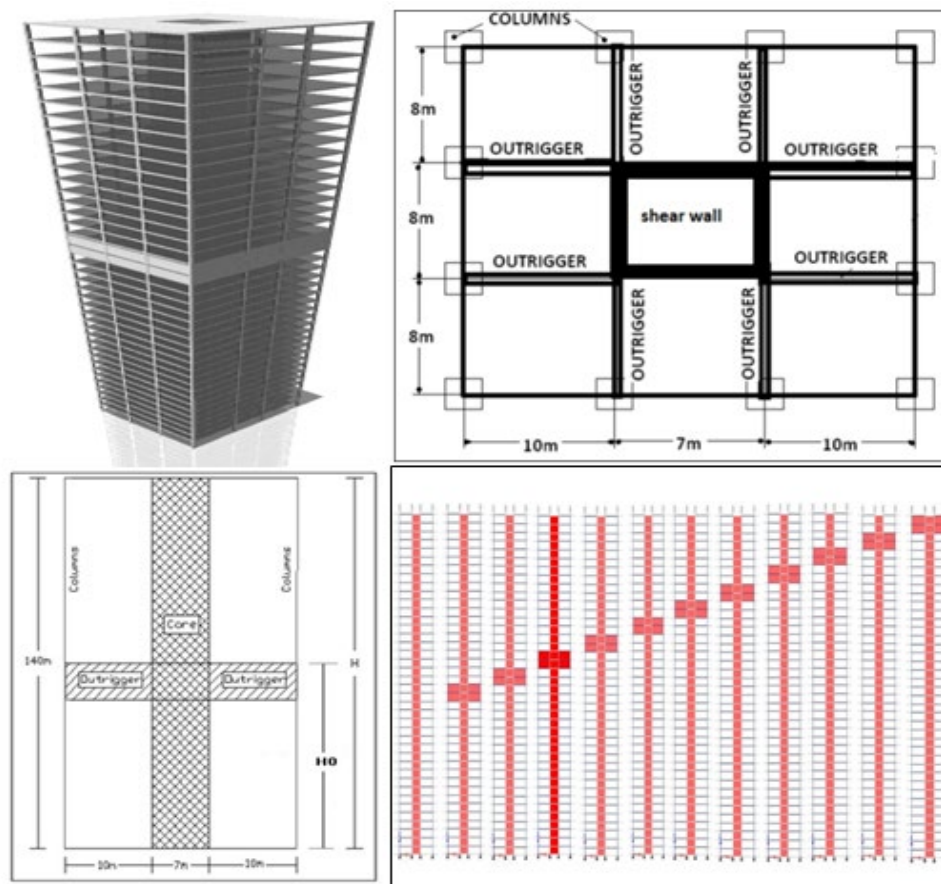 COLUMNS
OUTRIGGER
OUTRIGGER
8m
OUTRIGGER
OUTRIGGER
8m
shear wall
OUTRIGGER
OUTRIGGER
OUTRIGGER
OUTRIGGER
8m
10m
7m
10m
Columns
Columns
Core
140m
H
Outrigger
Outrigger
H0
10m
7m
10m